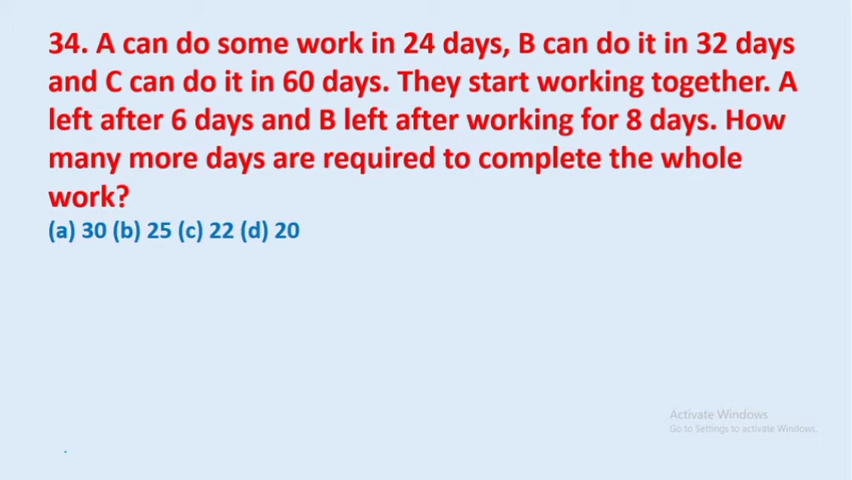 34. A can do some work in 24 days, B can do it in 32 days
and C can do it in 60 days. They start working together. A
left after 6 days and B left after working for 8 days. How
many more days are required to complete the whole
work?
(a) 30 (b) 25 (c) 22 (d) 20
Activate Windows
Go to Settings to activate Windows.